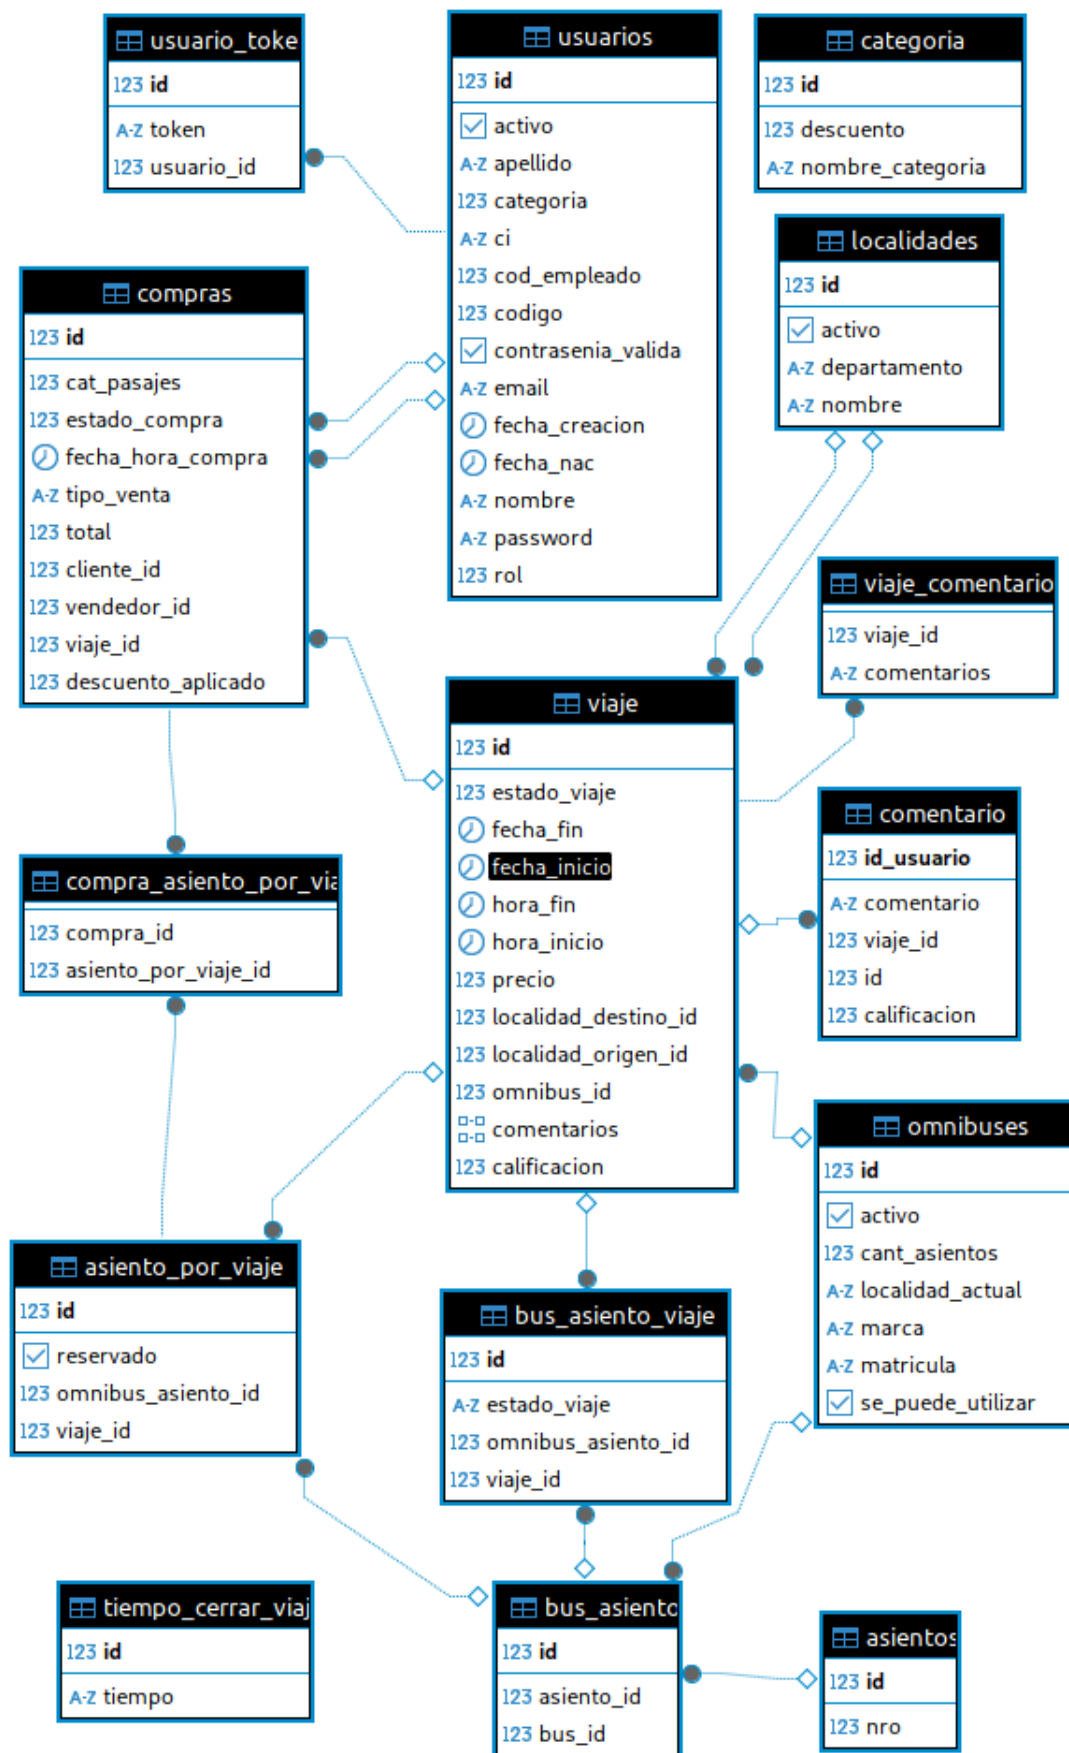 usuario_toke
123 id
A-Z token
123 usuario_id
usuarios
123 id
activo
A-Z apellido
123 categoria
A-Z ci
123 cod_empleado
123 codigo
contrasenia_valida
A-Z email
fecha_creacion
fecha_nac
A-Z nombre
A-Z password
123 rol
categoria
123 id
123 descuento
A-Z nombre_categoria
localidades
123 id
activo
A-Z departamento
A-Z nombre
compras
123 id
123 cat_pasajes
123 estado_compra
fecha_hora_compra
A-Z tipo_venta
123 total
123 cliente_id
123 vendedor_id
123 viaje_id
123 descuento_aplicado
viaje_comentario
123 viaje_id
A-Z comentarios
viaje
123 id
123 estado_viaje
fecha_fin
fecha_inicio
hora_fin
hora_inicio
123 precio
123 localidad_destino_id
123 localidad_origen_id
123 omnibus_id
comentarios
123 calificacion
comentario
123 id_usuario
A-Z comentario
123 viaje_id
123 id
123 calificacion
compra_asiento_por_via
123 compra_id
123 asiento_por_viaje_id
omnibuses
123 id
activo
123 cant_asientos
A-Z localidad_actual
A-Z marca
A-Z matricula
se_puede_utilizar
asiento_por_viaje
123 id
reservado
123 omnibus_asiento_id
123 viaje_id
bus_asiento_viaje
123 id
A-Z estado_viaje
123 omnibus_asiento_id
123 viaje_id
tiempo_cerrar_viaj
123 id
A-Z tiempo
bus_asiento
123 id
123 asiento_id
123 bus_id
asientos
123 id
123 nro